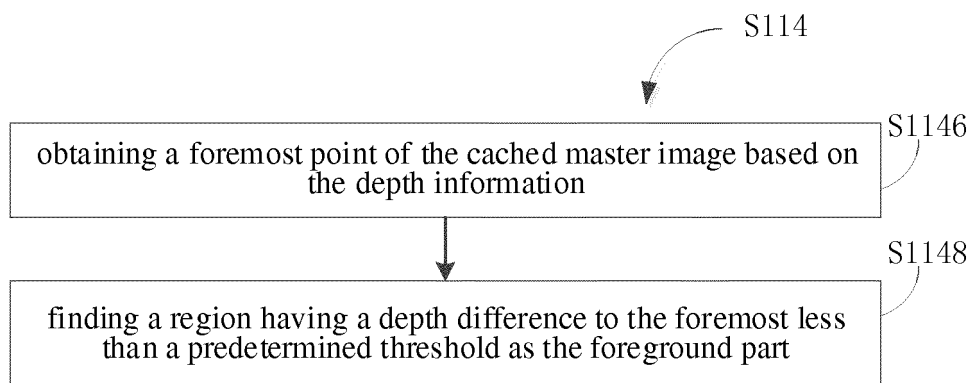 S114
S1146
obtaining a foremost point of the cached master image based on
the depth information
S1148
finding a region having a depth difference to the foremost less
than a predetermined threshold as the foreground part